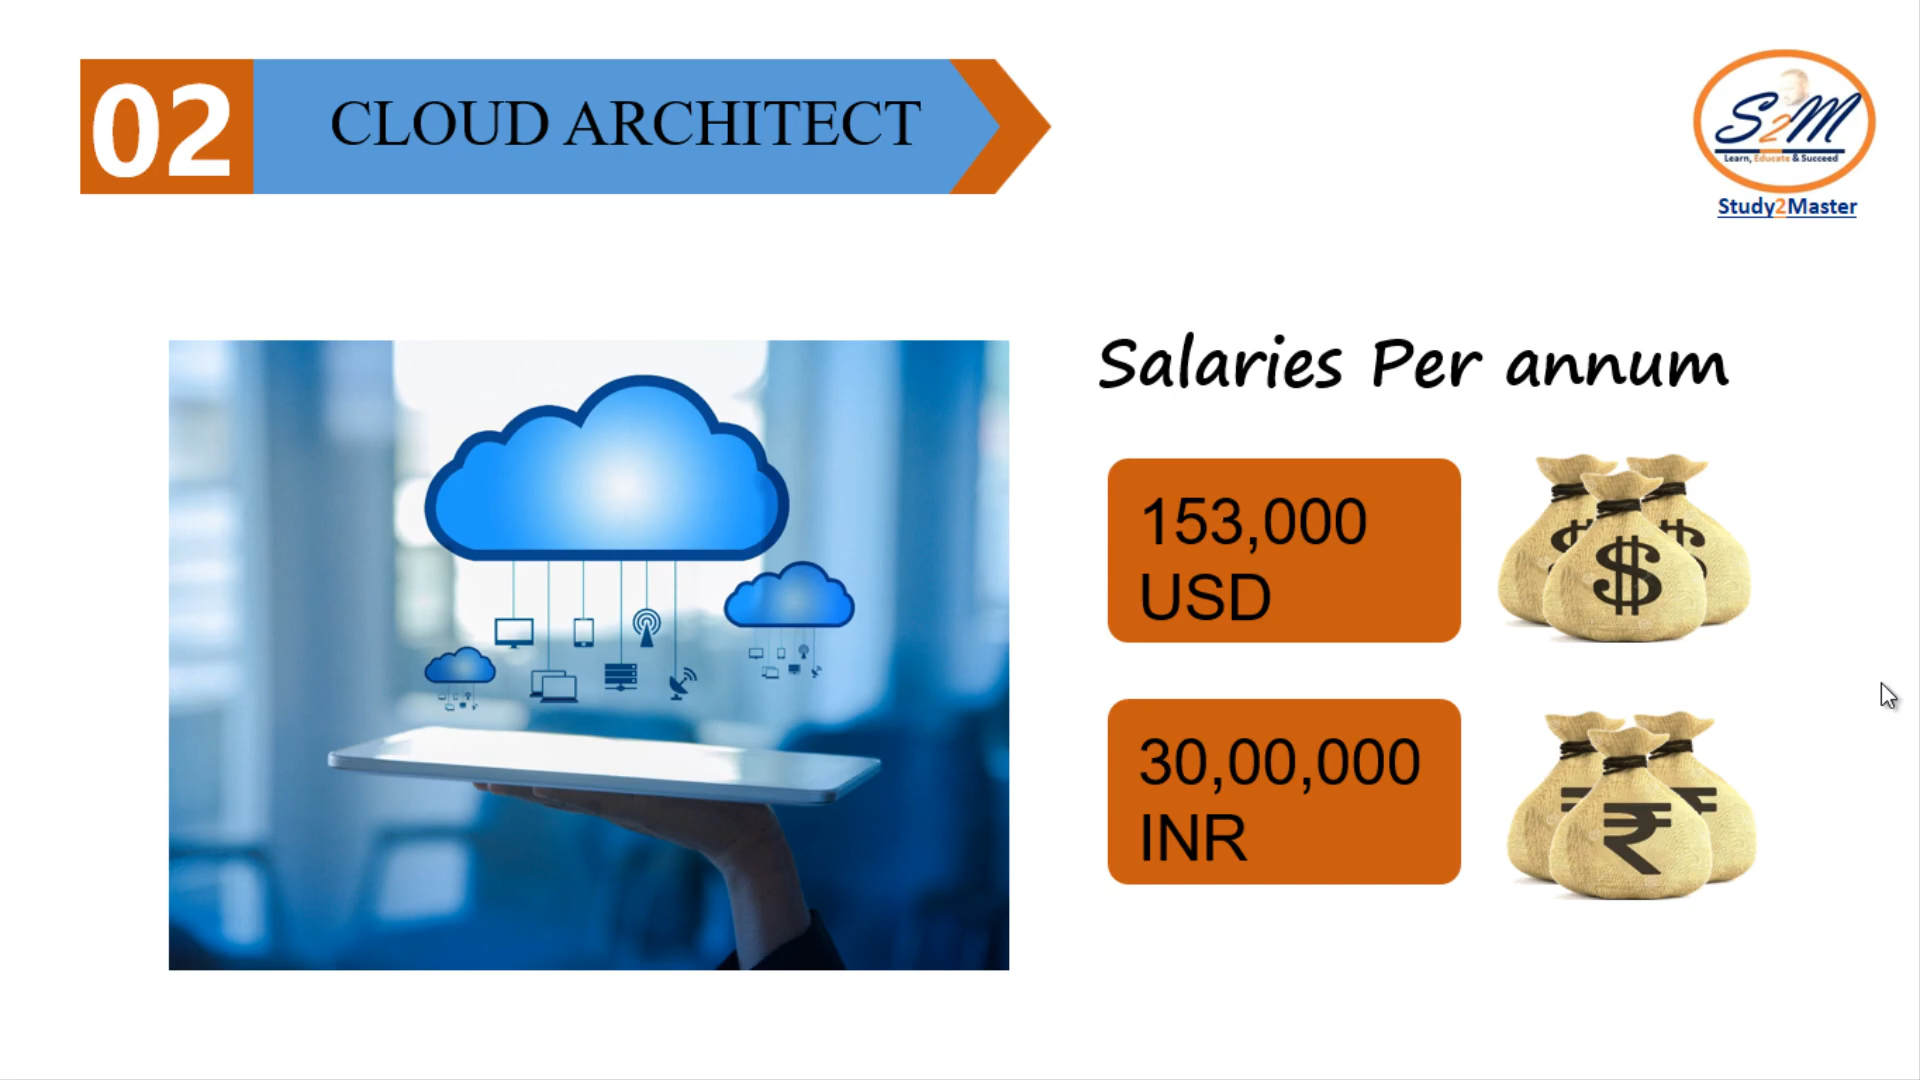 02
CLOUD ARCHITECT
S2M
Learn, Educate & Succeed
Study2Master
Salaries Per annum
153,000
USD
$ $ $
30,00,000
INR
₹